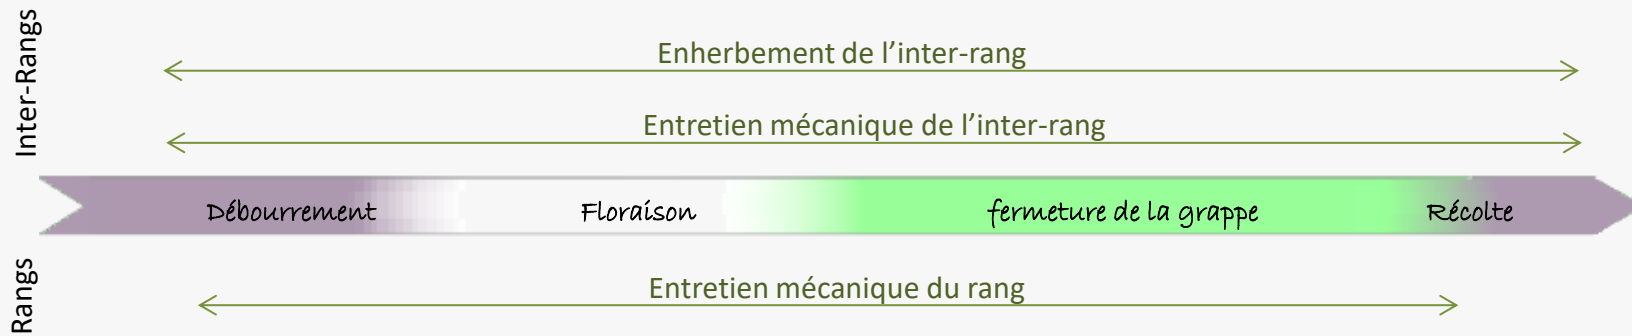 Inter-Rangs
Enherbement de l’inter-rang
Entretien mécanique de l’inter-rang
Débourrement Floraison fermeture de la grappe Récolte
Rangs
Entretien mécanique du rang